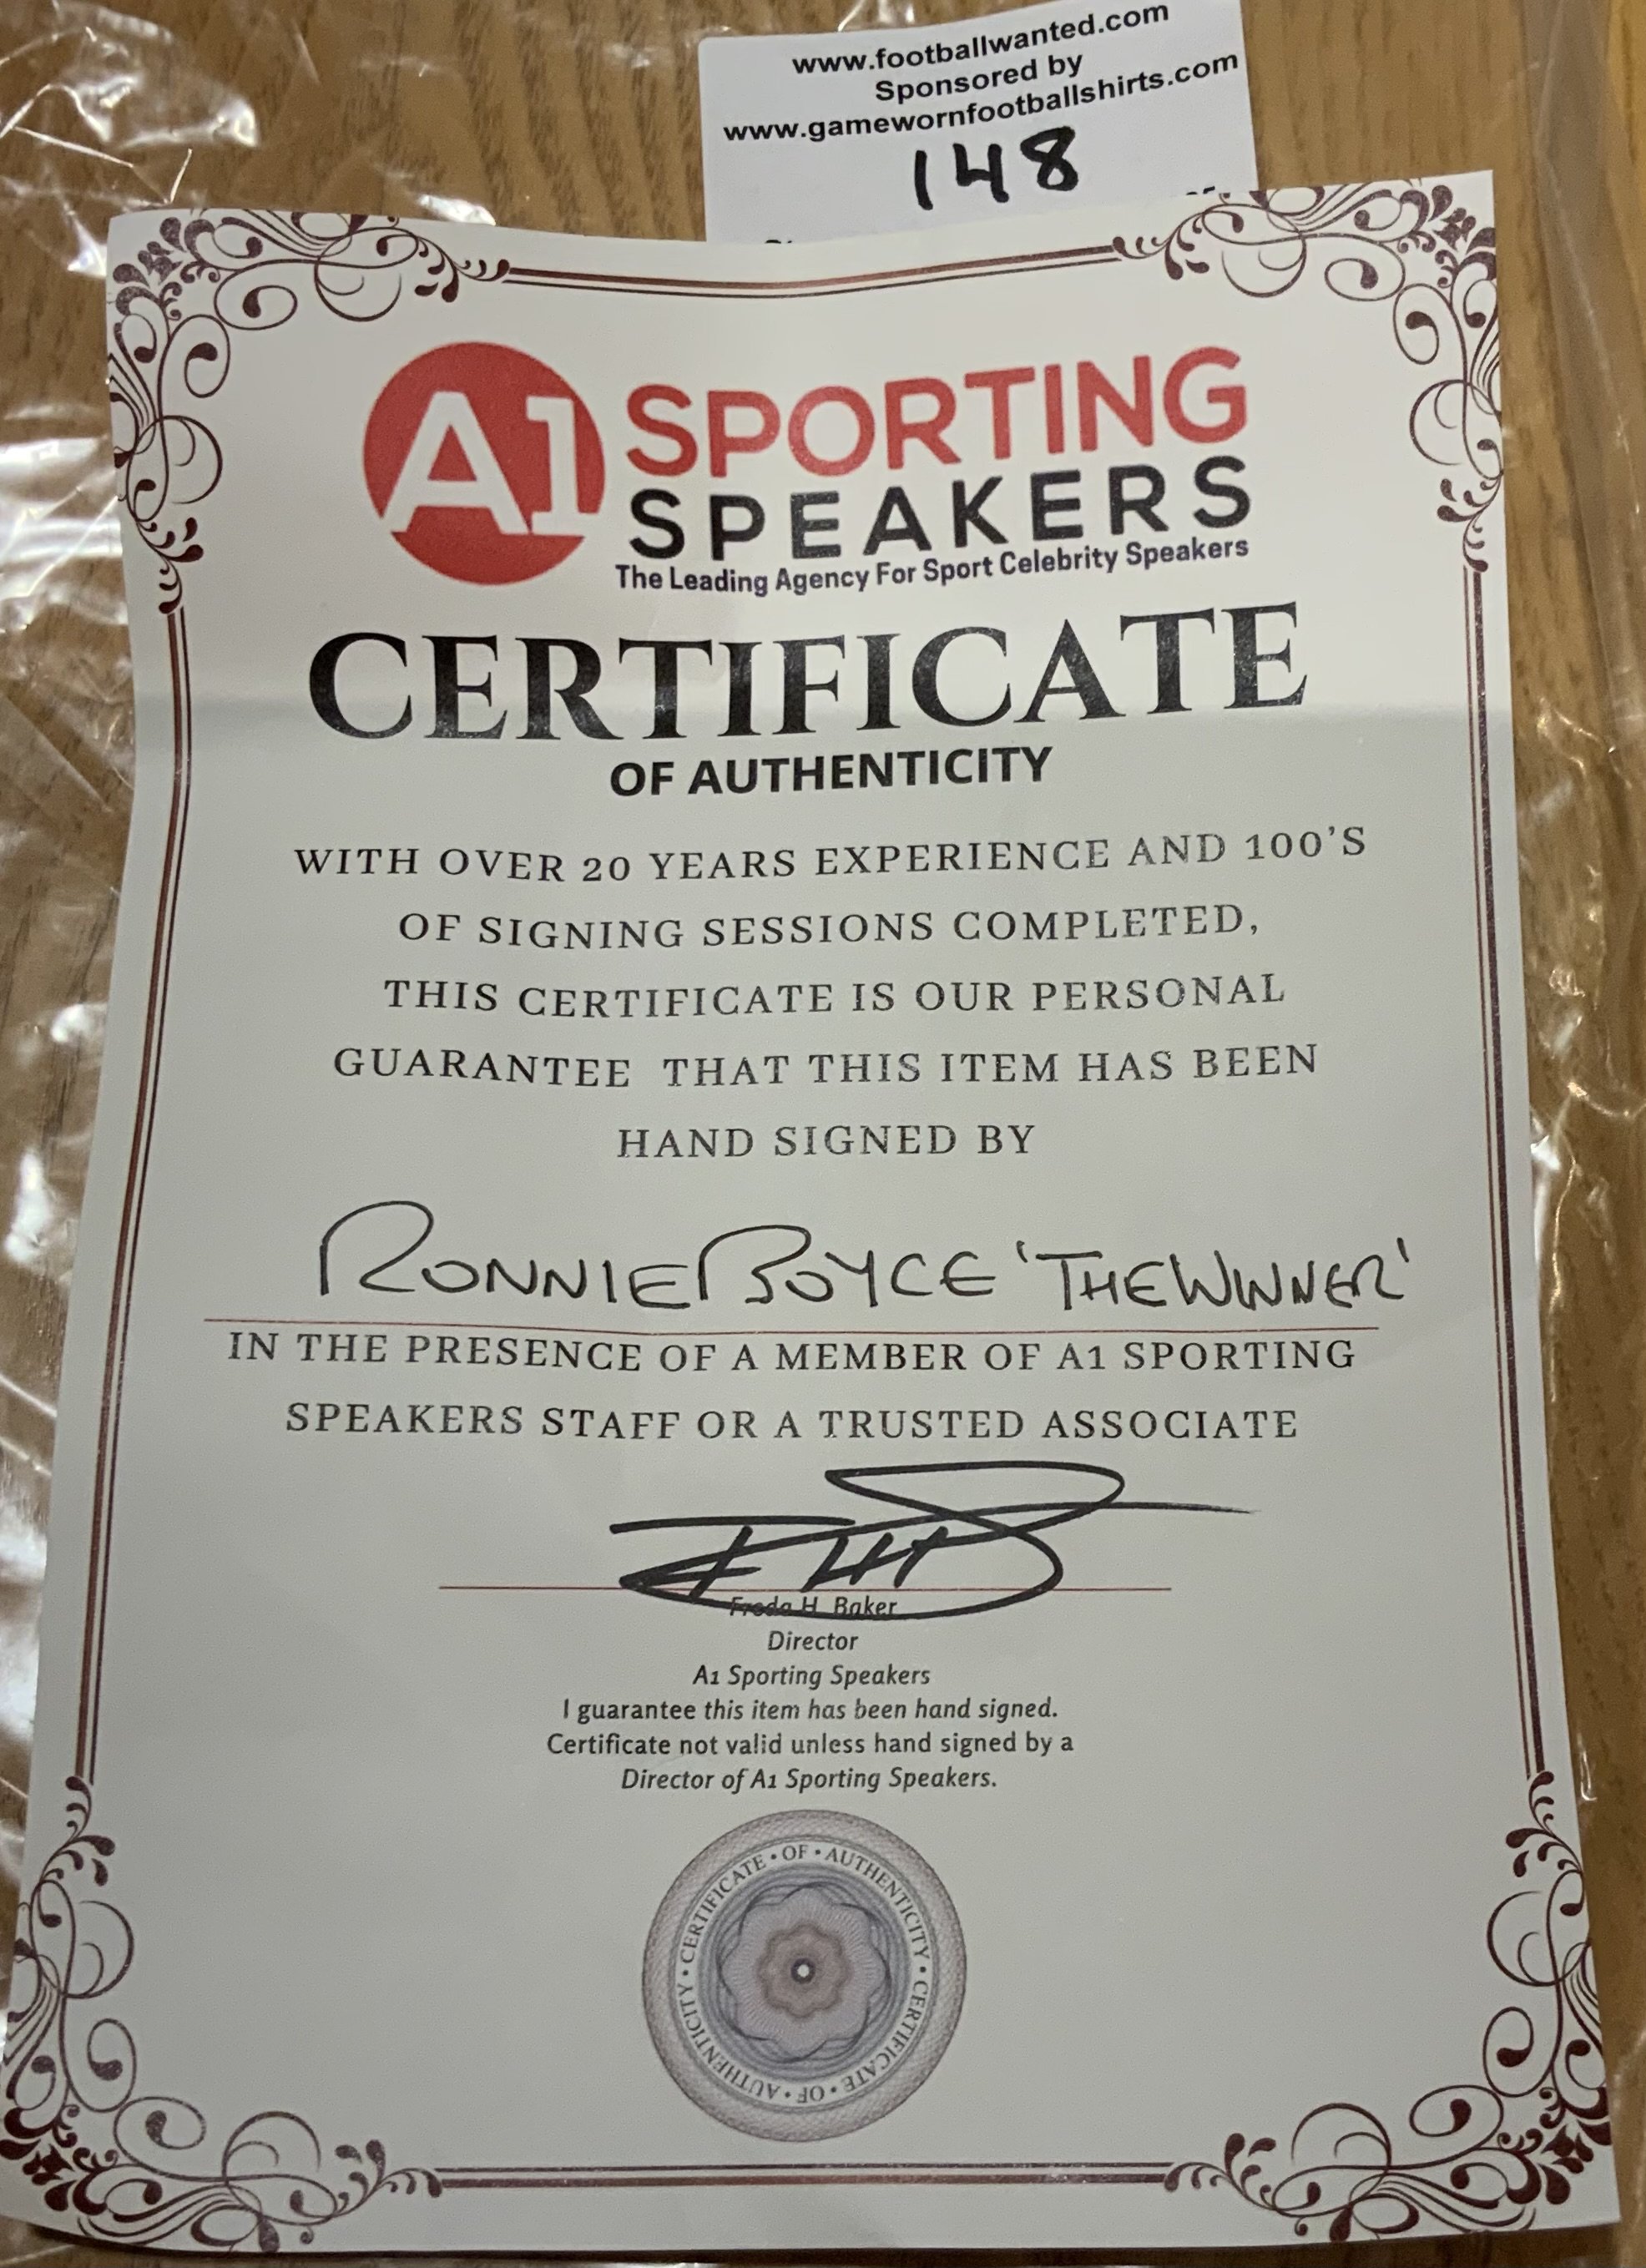 www.footballwanted.com
Sponsored by
www.gamewornfootballshirts.com
148
A1 SPORTING
SPEAKERS
The Leading Agency For Sport Celebrity Speakers
CERTIFICATE
OF AUTHENTICITY
WITH OVER 20 YEARS EXPERIENCE AND 100'S
OF SIGNING SESSIONS COMPLETED,
THIS CERTIFICATE IS OUR PERSONAL
GUARANTEE THAT THIS ITEM HAS BEEN
HAND SIGNED BY
RONNIE BOYCE 'THE WINNER'
IN THE PRESENCE OF A MEMBER OF A1 SPORTING
SPEAKERS STAFF OR A TRUSTED ASSOCIATE
Freda H. Baker
Director
A1 Sporting Speakers
I guarantee this item has been hand signed.
Certificate not valid unless hand signed by a
Director of A1 Sporting Speakers.
CERTIFICATE • OF • AUTHENTICITY • CERTIFICATE • OF • AUTHENTICITY •